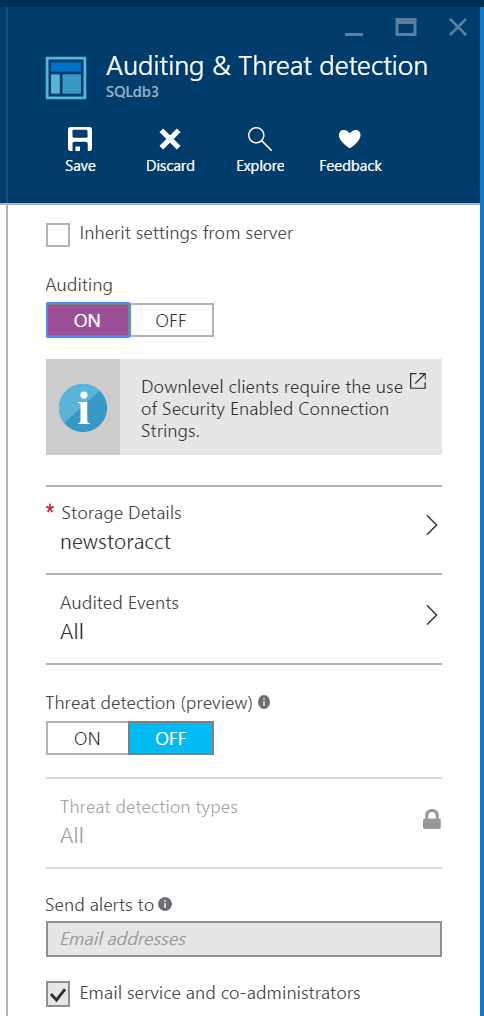 Auditing & Threat detection
SQLdb3
Save Discard Explore Feedback
Inherit settings from server
Auditing
ON OFF
Downlevel clients require the use
of Security Enabled Connection
Strings.
* Storage Details
newstoracct
Audited Events
All
Threat detection (preview)
ON OFF
Threat detection types
All
Send alerts to
Email addresses
Email service and co-administrators